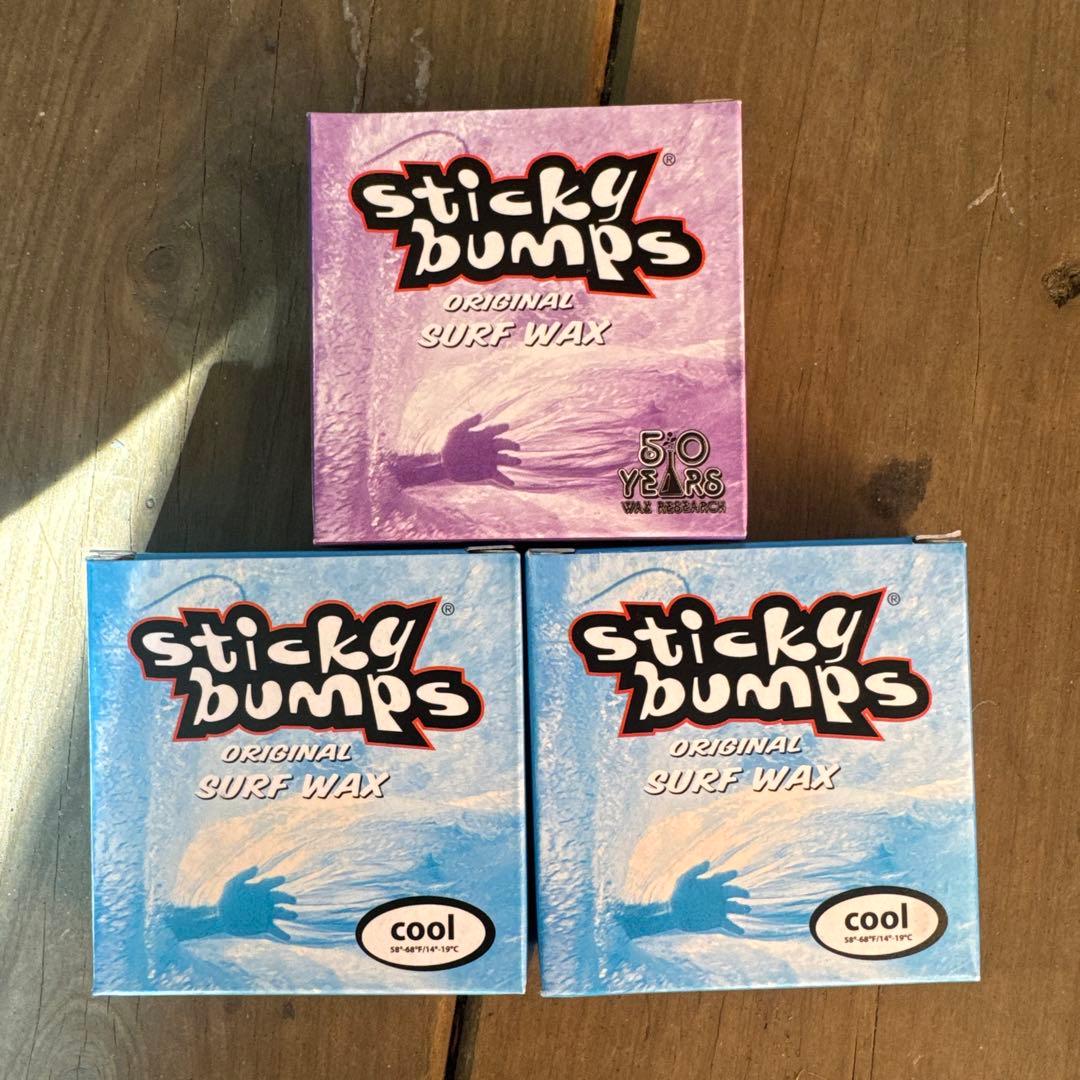 sticky®
bumps
ORIGINAL
SURF WAX
50
YEARS
WAX RESEARCH
sticky®
bumps
ORIGINAL
SURF WAX
cool
58°-68°F/14°-19°C
sticky®
bumps
ORIGINAL
SURF WAX
cool
58°-68°F/14°-19°C